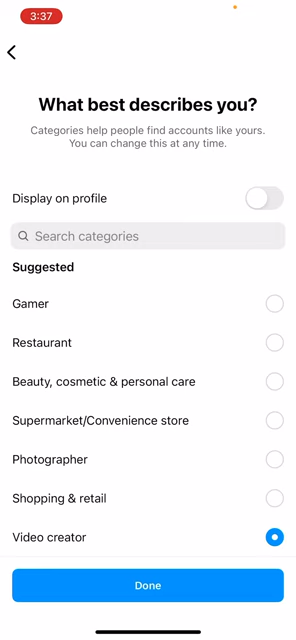 3:37
What best describes you?
Categories help people find accounts like yours.
You can change this at any time.
Display on profile
Search categories
Suggested
Gamer
Restaurant
Beauty, cosmetic & personal care
Supermarket/Convenience store
Photographer
Shopping & retail
Video creator
Done